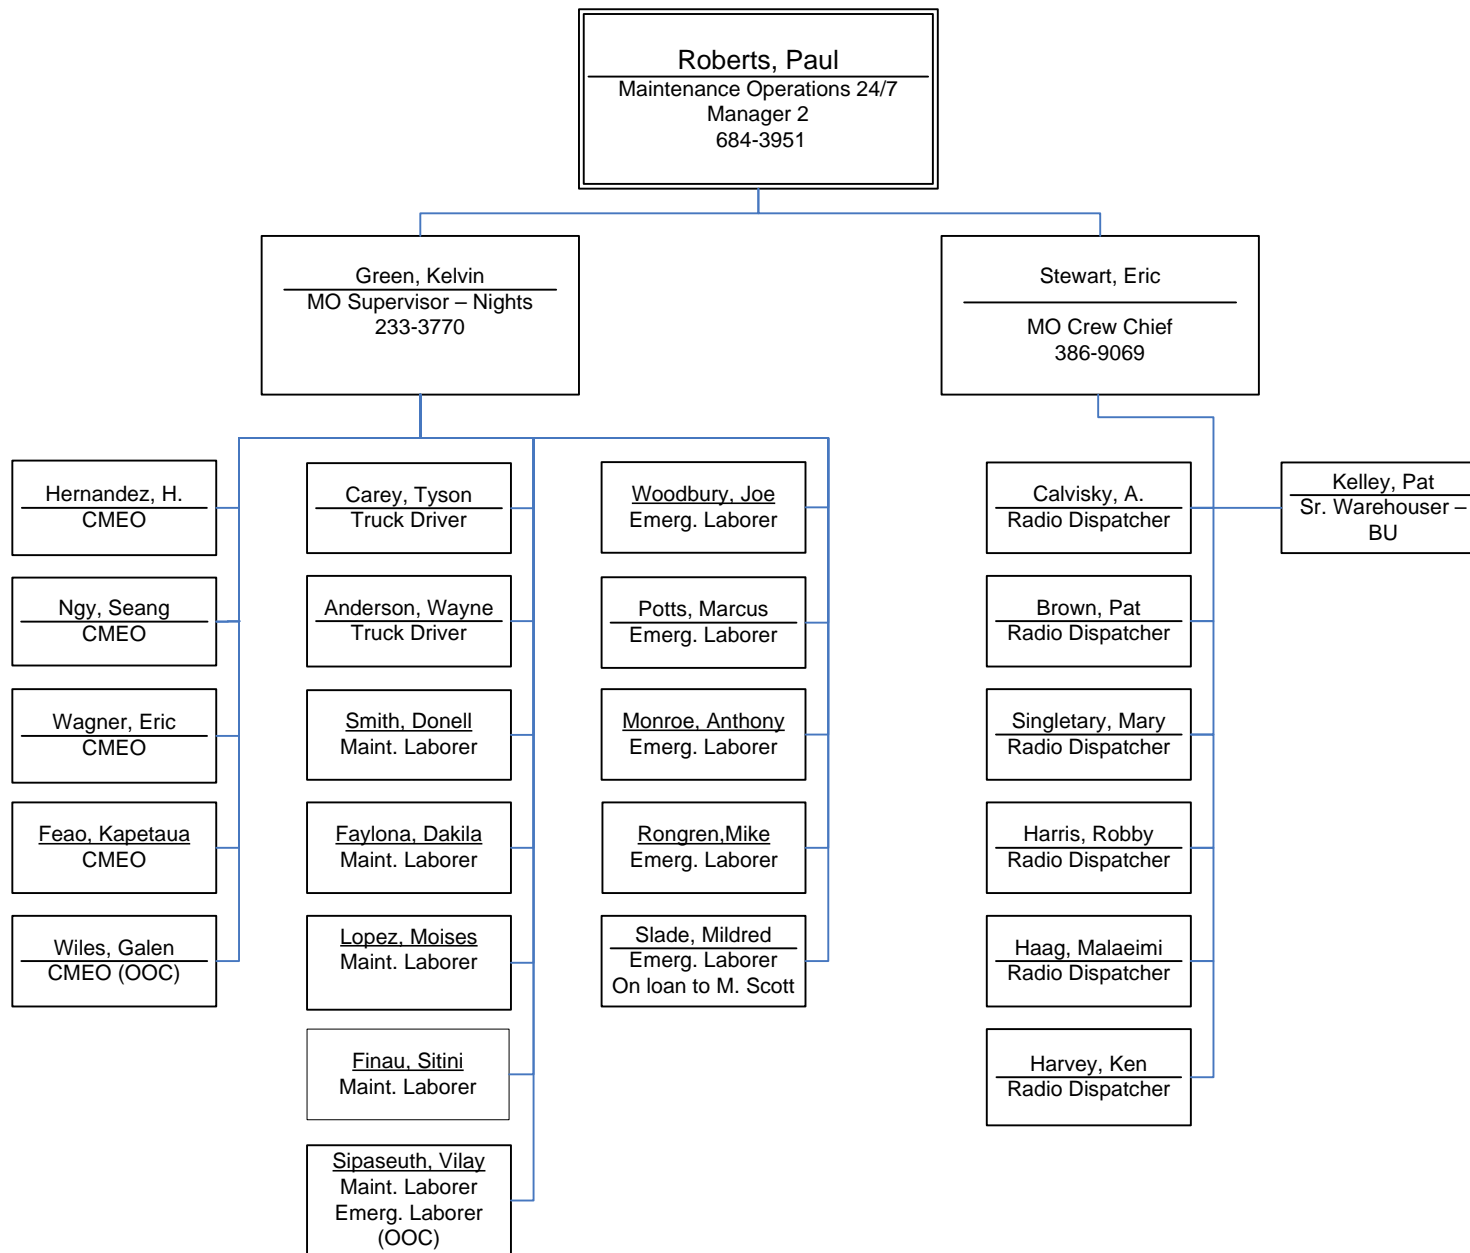 Roberts, Paul
Maintenance Operations 24/7
Manager 2
684-3951
Green, Kelvin
MO Supervisor – Nights
233-3770
Stewart, Eric
MO Crew Chief
386-9069
Hernandez, H.
CMEO
Ngy, Seang
CMEO
Wagner, Eric
CMEO
Feao, Kapetaua
CMEO
Wiles, Galen
CMEO (OOC)
Carey, Tyson
Truck Driver
Anderson, Wayne
Truck Driver
Smith, Donell
Maint. Laborer
Faylona, Dakila
Maint. Laborer
Lopez, Moises
Maint. Laborer
Finau, Sitini
Maint. Laborer
Sipaseuth, Vilay
Maint. Laborer
Emerg. Laborer
(OOC)
Woodbury, Joe
Emerg. Laborer
Potts, Marcus
Emerg. Laborer
Monroe, Anthony
Emerg. Laborer
Rongren,Mike
Emerg. Laborer
Slade, Mildred
Emerg. Laborer
On loan to M. Scott
Calvisky, A.
Radio Dispatcher
Brown, Pat
Radio Dispatcher
Singletary, Mary
Radio Dispatcher
Harris, Robby
Radio Dispatcher
Haag, Malaeimi
Radio Dispatcher
Harvey, Ken
Radio Dispatcher
Kelley, Pat
Sr. Warehouser –
BU